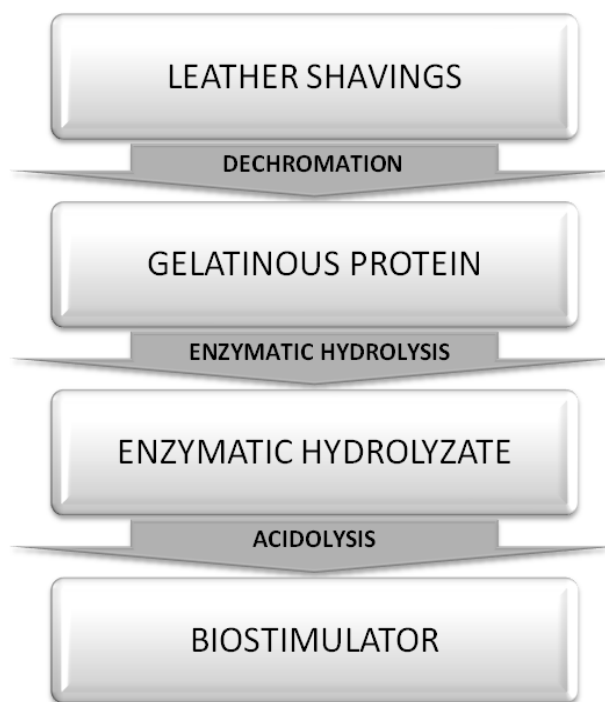 LEATHER SHAVINGS
DECHROMATION
GELATINOUS PROTEIN
ENZYMATIC HYDROLYSIS
ENZYMATIC HYDROLYZATE
ACIDOLYSIS
BIOSTIMULATOR